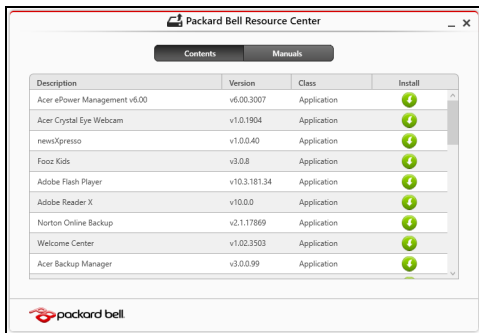 Packard Bell Resource Center
Contents Manuals
Description Version Class Install
Acer ePower Management v6.00 v6.00.3007 Application
Acer Crystal Eye Webcam v1.0.1904 Application
newsXpresso v1.0.0.40 Application
Fooz Kids v3.0.8 Application
Adobe Flash Player v10.3.181.34 Application
Adobe Reader X v10.0.0 Application
Norton Online Backup v2.1.17869 Application
Welcome Center v1.02.3503 Application
Acer Backup Manager v3.0.0.99 Application
packard bell